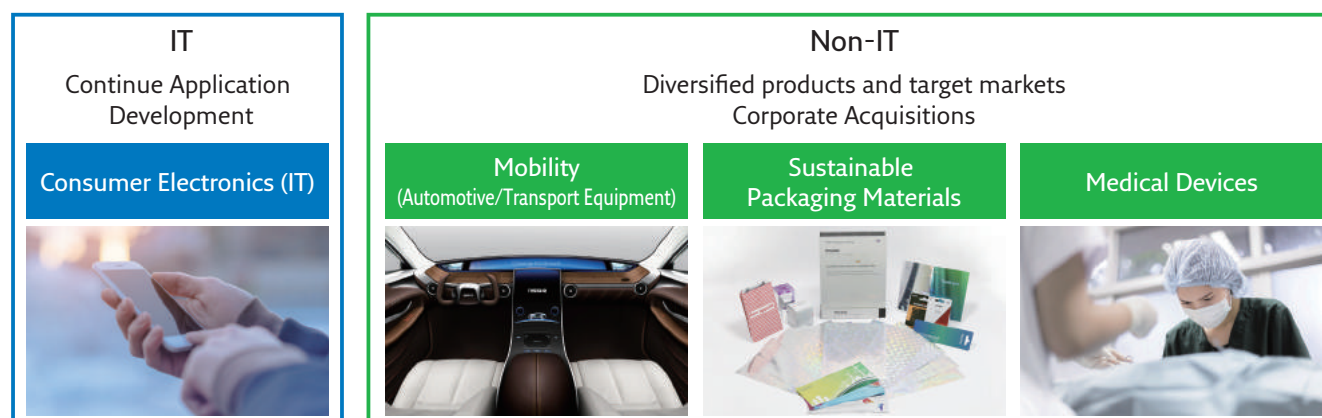 IT
Continue Application
Development
Consumer Electronics (IT)
Non-IT
Diversified products and target markets
Corporate Acquisitions
Mobility
(Automotive/Transport Equipment)
Sustainable
Packaging Materials
Medical Devices